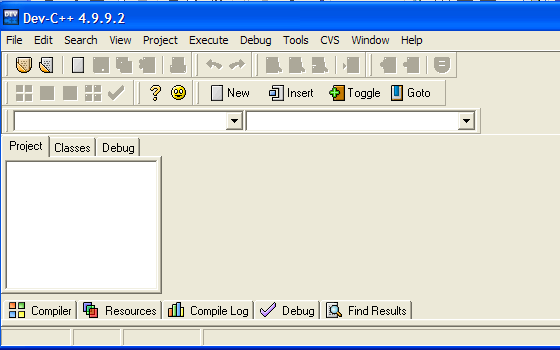 Dev-C++ 4.9.9.2
File Edit Search View Project Execute Debug Tools CVS Window Help
New Insert Toggle Goto
Project Classes Debug
Compiler Resources Compile Log Debug Find Results